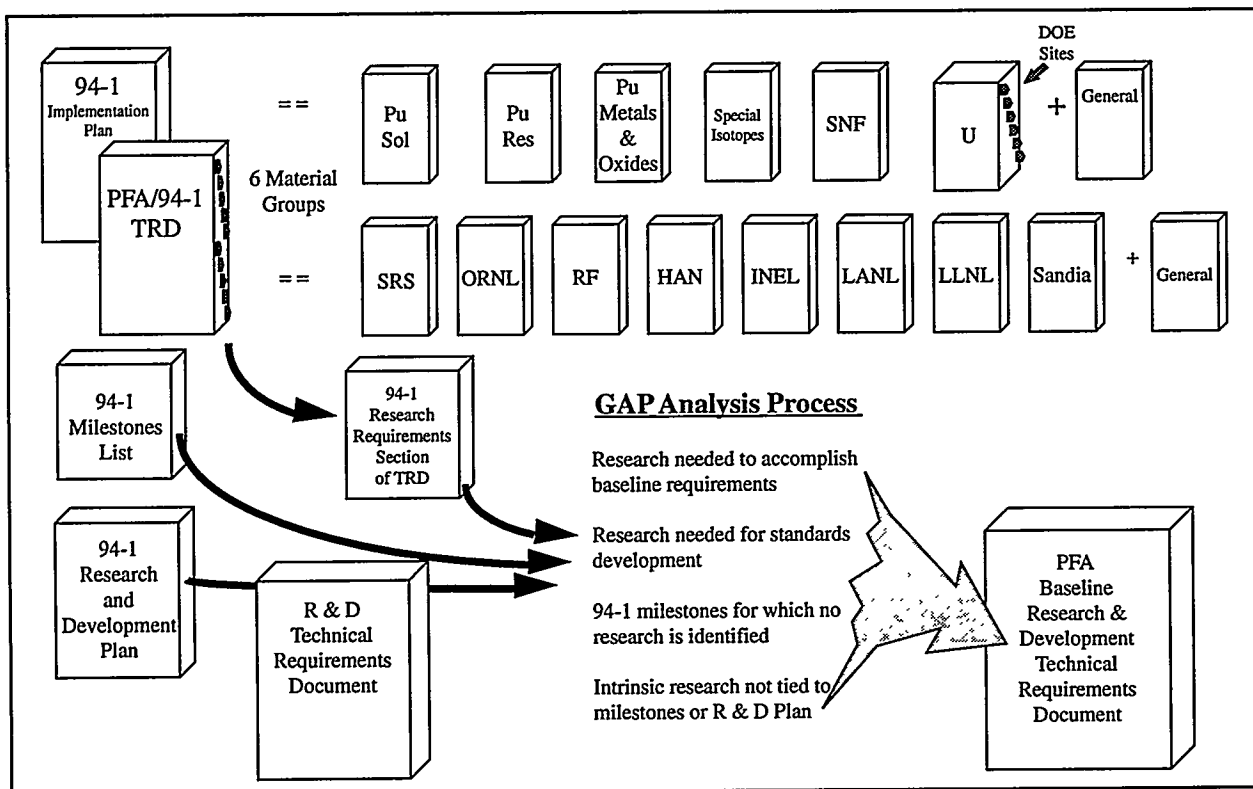 DOE
Sites
94-1
Implementation
Plan
==
Pu
Sol
Pu
Res
Pu
Metals
&
Oxides
Special
Isotopes
SNF
U
+
General
PFA/94-1
TRD
6 Material
Groups
==
SRS
ORNL
RF
HAN
INEL
LANL
LLNL
Sandia
+
General
94-1
Milestones
List
94-1
Research
Requirements
Section
of TRD
GAP Analysis Process
Research needed to accomplish
baseline requirements
Research needed for standards
development
94-1 milestones for which no
research is identified
Intrinsic research not tied to
milestones or R & D Plan
94-1
Research
and
Development
Plan
R & D
Technical
Requirements
Document
PFA
Baseline
Research &
Development
Technical
Requirements
Document